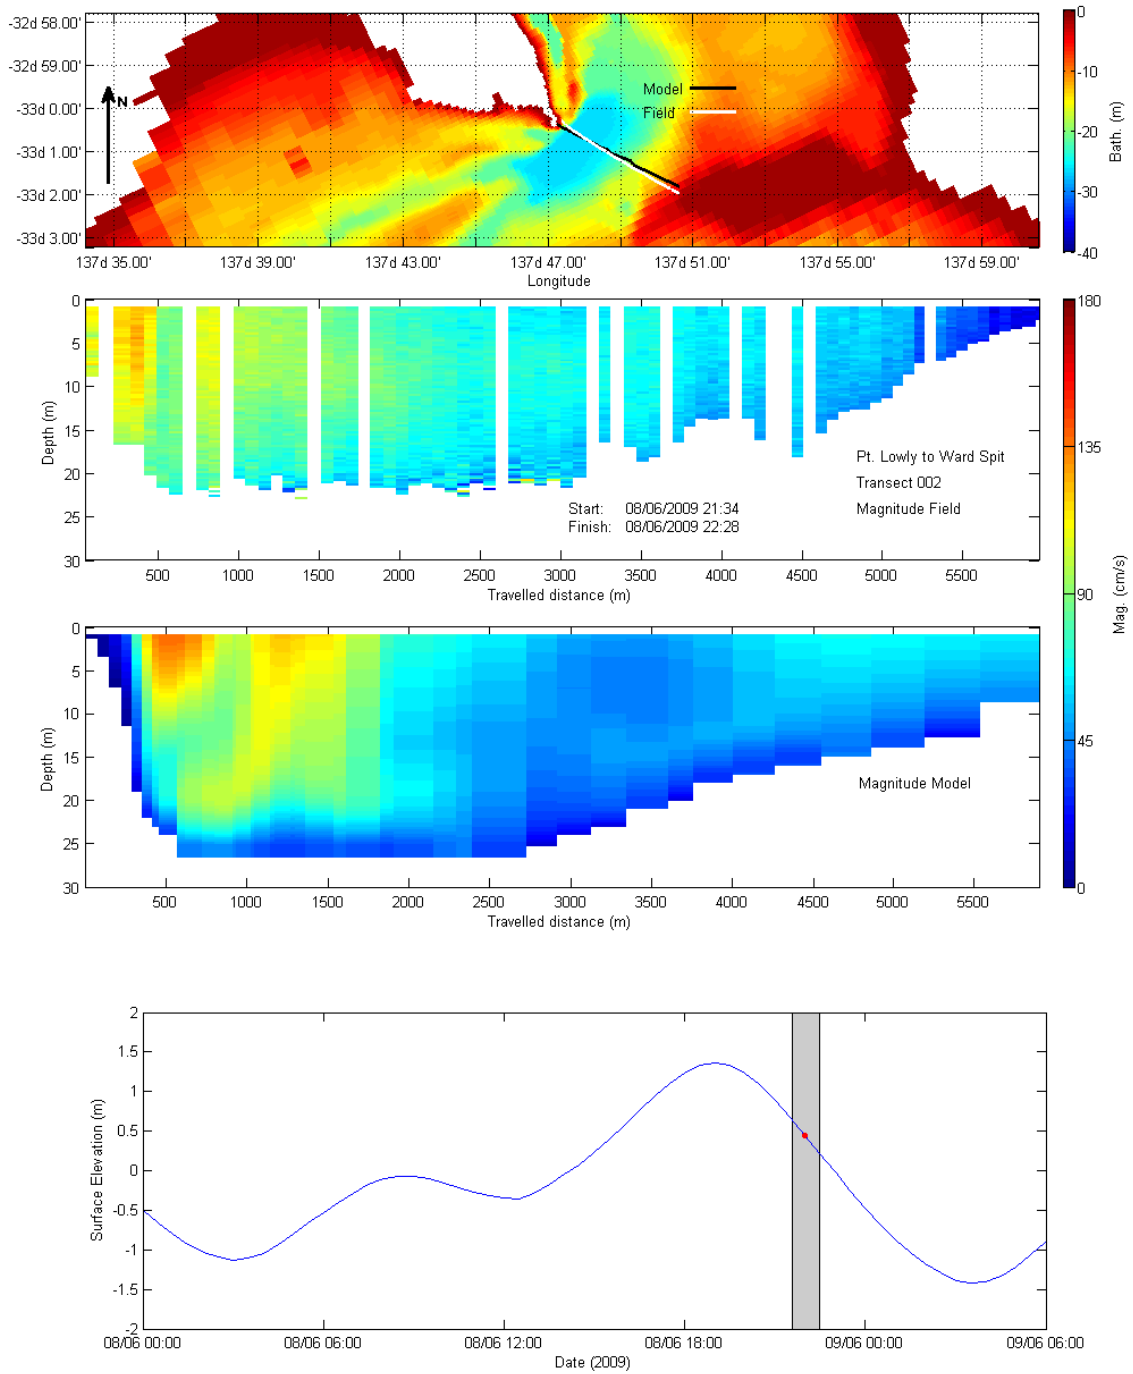 -32d 58.00'
-32d 59.00'
-33d 0.00'
-33d 1.00'
-33d 2.00'
-33d 3.00'
N
Model
Field
137d 35.00' 137d 39.00' 137d 43.00' 137d 47.00' 137d 51.00' 137d 55.00' 137d 59.00'
Longitude
0
-10
-20
-30
-40
Bath. (m)
0
5
10
15
20
25
30
Depth (m)
Pt. Lowly to Ward Spit
Transect 002
Magnitude Field
Start: 08/06/2009 21:34
Finish: 08/06/2009 22:28
500 1000 1500 2000 2500 3000 3500 4000 4500 5000 5500
Travelled distance (m)
180
135
90
45
0
Mag. (cm/s)
0
5
10
15
20
25
30
Depth (m)
Magnitude Model
500 1000 1500 2000 2500 3000 3500 4000 4500 5000 5500
Travelled distance (m)
2
1.5
1
0.5
0
-0.5
-1
-1.5
-2
Surface Elevation (m)
08/06 00:00 08/06 06:00 08/06 12:00 08/06 18:00 09/06 00:00 09/06 06:00
Date (2009)